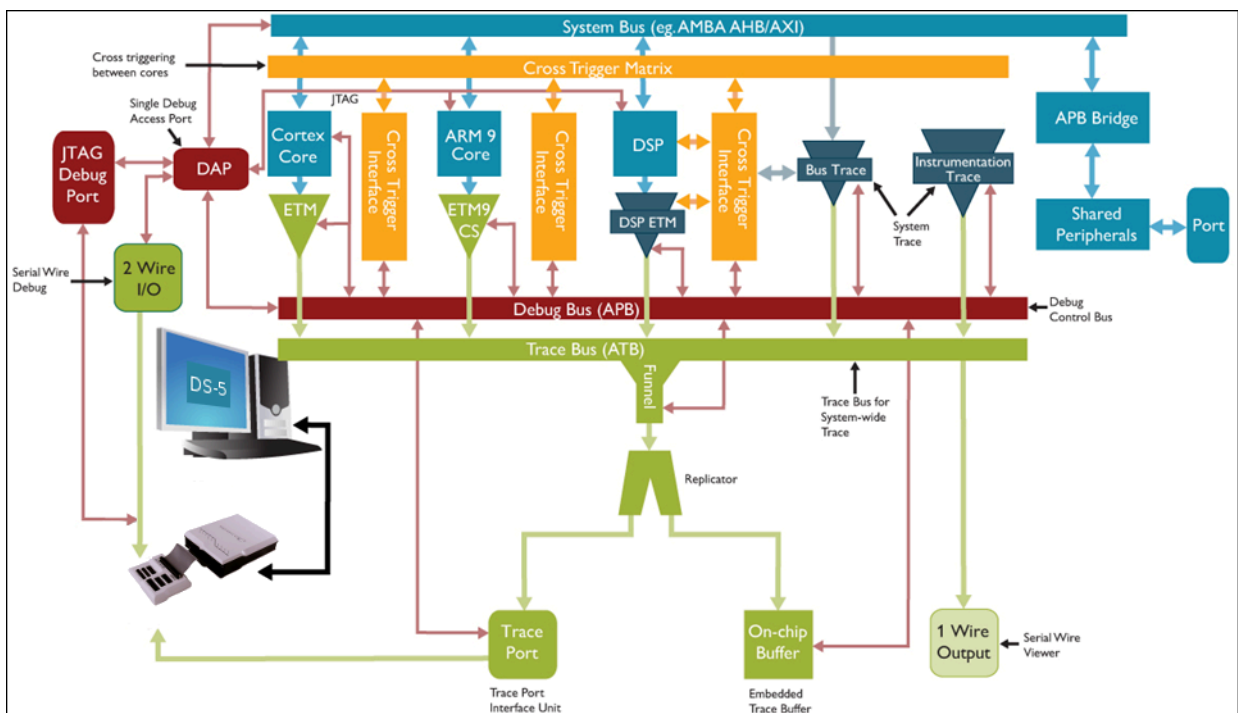 System Bus (eg. AMBA AHB/AXI)
Cross triggering
between cores
Cross Trigger Matrix
JTAG
Single Debug
Access Port
JTAG
Debug
Port
DAP
Cortex
Core
Cross Trigger
Interface
ARM 9
Core
Cross Trigger
Interface
DSP
Cross Trigger
Interface
Bus Trace
Instrumentation
Trace
APB Bridge
ETM
ETM9
CS
DSP ETM
System
Trace
Shared
Peripherals
Port
Serial Wire
Debug
2 Wire
I/O
Debug Bus (APB)
Debug
Control Bus
Trace Bus (ATB)
Funnel
DS-5
Trace Bus for
System-wide
Trace
Replicator
Trace
Port
On-chip
Buffer
1 Wire
Output
Serial Wire
Viewer
Trace Port
Interface Unit
Embedded
Trace Buffer